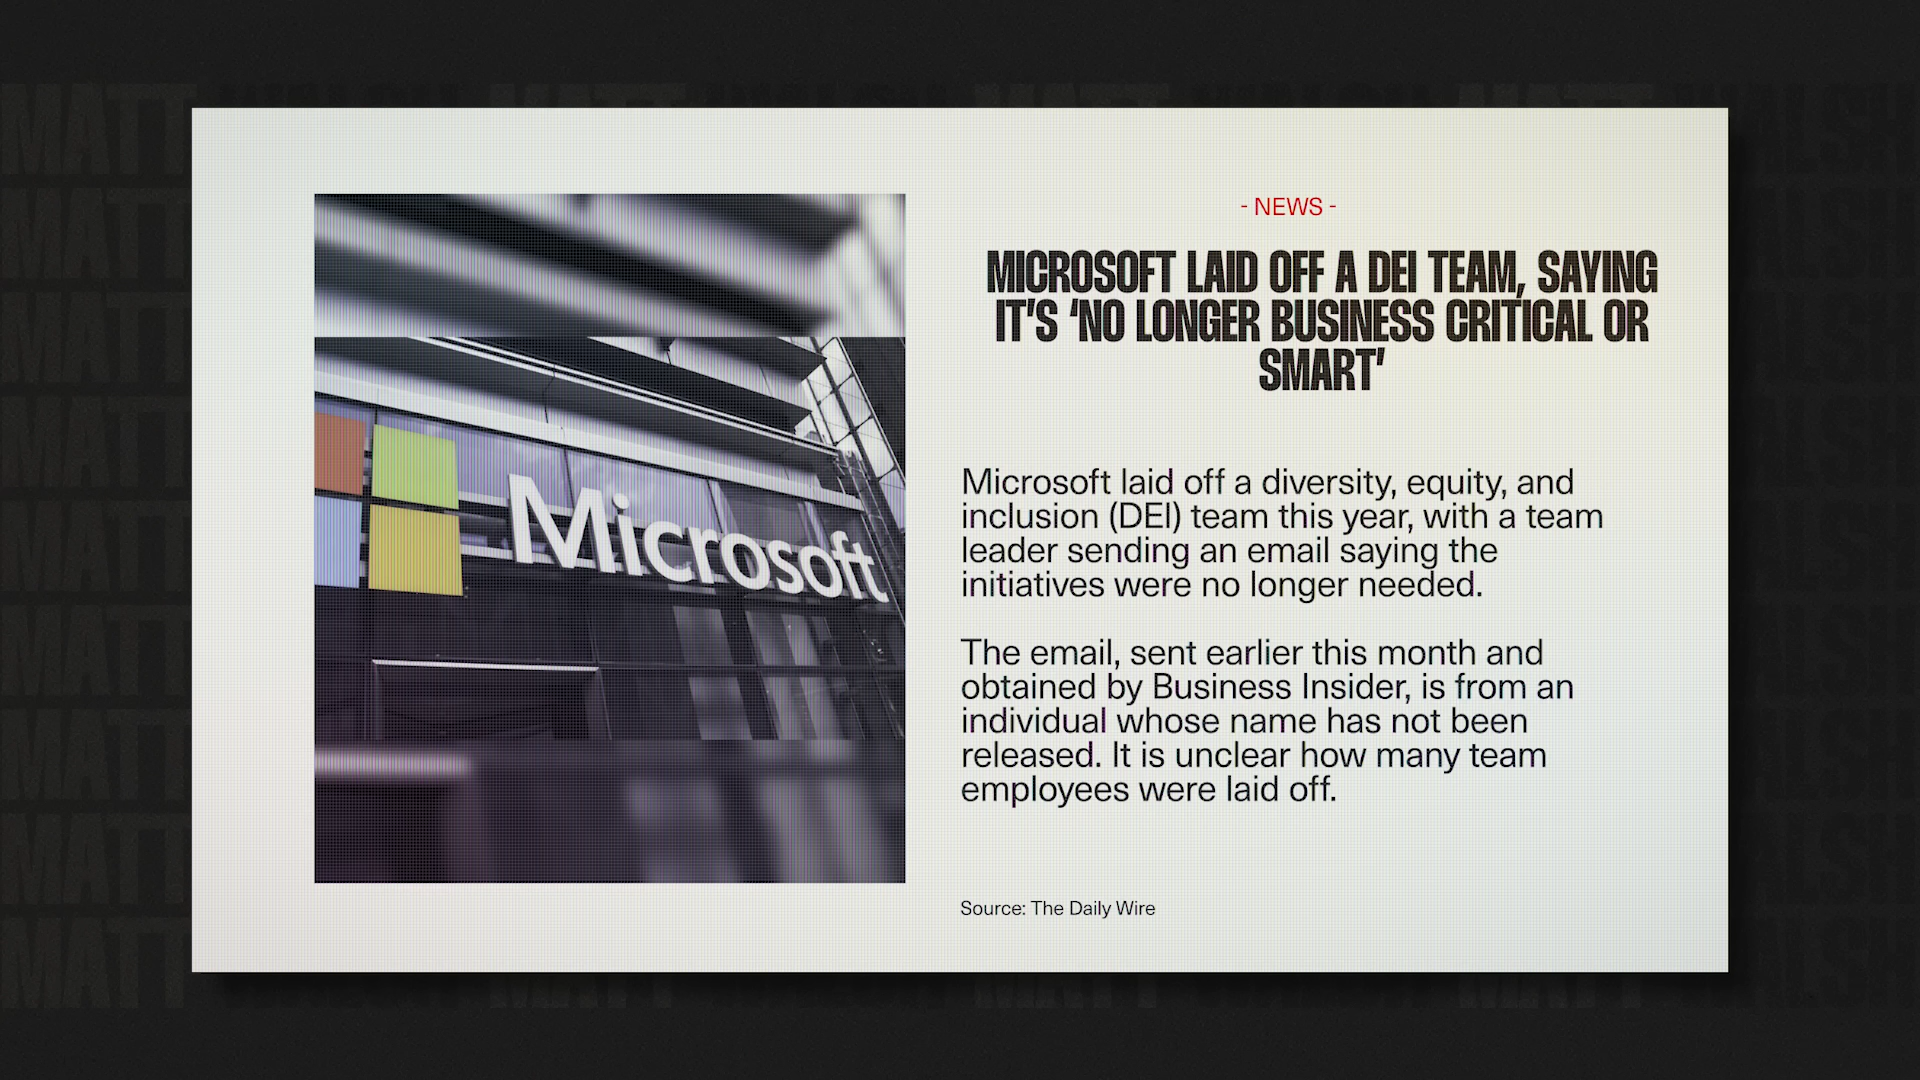 - NEWS -
MICROSOFT LAID OFF A DEI TEAM, SAYING
IT'S ‘NO LONGER BUSINESS CRITICAL OR
SMART’
Microsoft
Microsoft laid off a diversity, equity, and
inclusion (DEI) team this year, with a team
leader sending an email saying the
initiatives were no longer needed.
The email, sent earlier this month and
obtained by Business Insider, is from an
individual whose name has not been
released. It is unclear how many team
employees were laid off.
Source: The Daily Wire